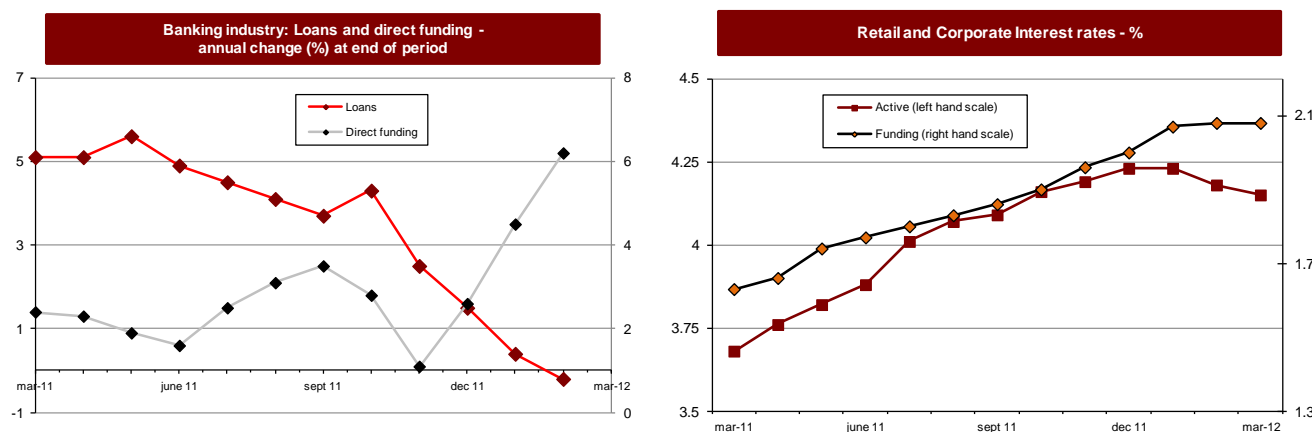 Banking industry: Loans and direct funding -
annual change (%) at end of period
7
5
3
1
-1
8
6
4
2
0
Loans
Direct funding
mar-11
june 11
sept 11
dec 11
mar-12
Retail and Corporate Interest rates - %
4.5
4.25
4
3.75
3.5
2.1
1.7
1.3
Active (left hand scale)
Funding (right hand scale)
mar-11
june 11
sept 11
dec 11
mar-12